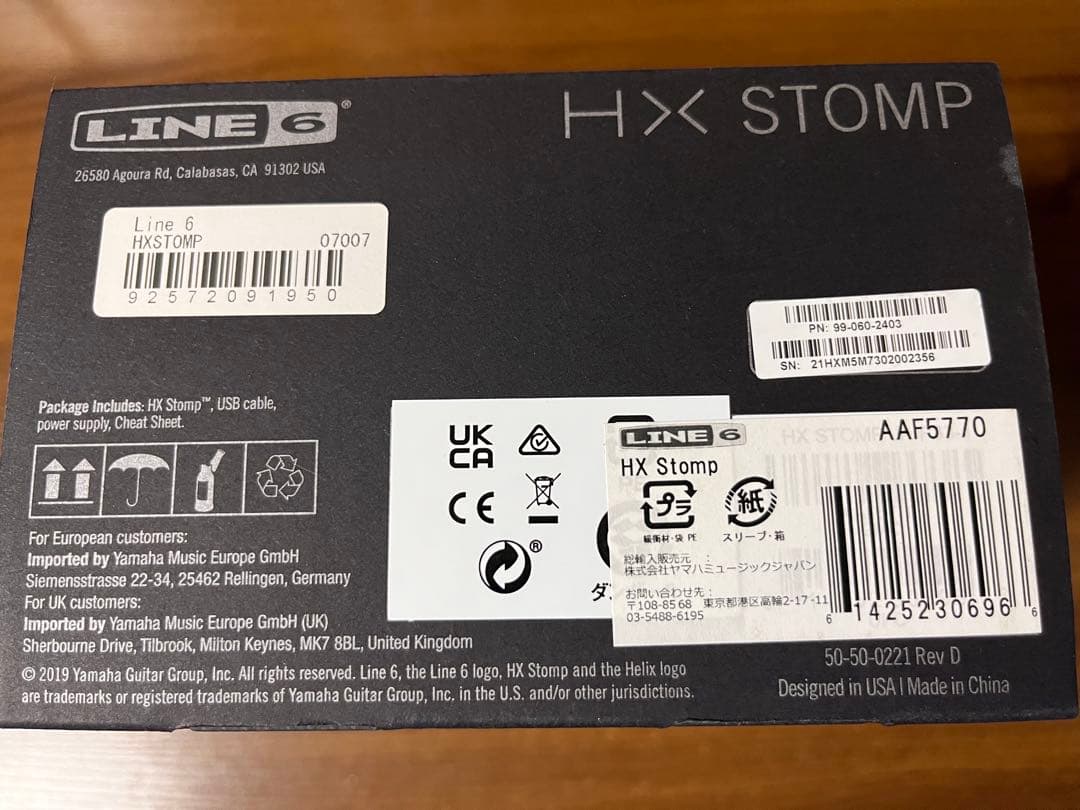 LINE 6®
HX STOMP
26580 Agoura Rd, Calabasas, CA 91302 USA
Line 6
HXSTOMP 07007
92572091950
PN: 99-060-2403
SN: 21HXM5M7302002356
Package Includes: HX Stomp™, USB cable,
power supply, Cheat Sheet.
UK
CA
CE
®
LINE 6
AAF5770
HX STOMP
HX Stomp
プラ
紙
緩衝材・袋 PE
スリーブ・箱
総輸入販売元 :
株式会社ヤマハミュージックジャパン
お問い合わせ先 :
〒108-8568 東京都港区高輪2-17-11
03-5488-6195
6 14252 30696 6
ダン
For European customers:
Imported by Yamaha Music Europe GmbH
Siemensstrasse 22-34, 25462 Rellingen, Germany
For UK customers:
Imported by Yamaha Music Europe GmbH (UK)
Sherbourne Drive, Tilbrook, Milton Keynes, MK7 8BL, United Kingdom
© 2019 Yamaha Guitar Group, Inc. All rights reserved. Line 6, the Line 6 logo, HX Stomp and the Helix logo
are trademarks or registered trademarks of Yamaha Guitar Group, Inc. in the U.S. and/or other jurisdictions.
50-50-0221 Rev D
Designed in USA | Made in China